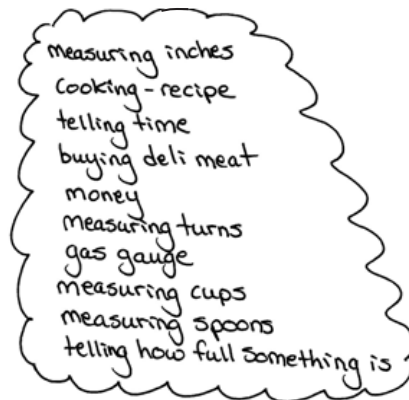 measuring inches
cooking - recipe
telling time
buying deli meat
money
measuring turns
gas gauge
measuring cups
measuring spoons
telling how full something is